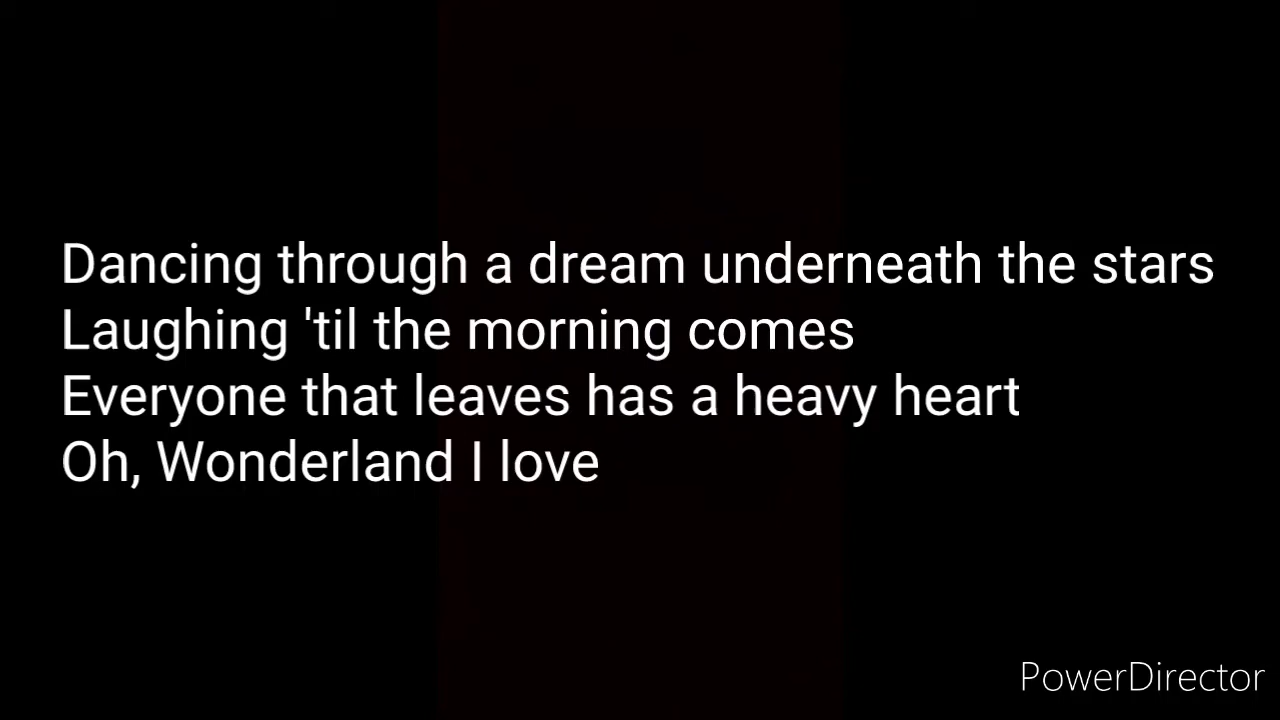 Dancing through a dream underneath the stars
Laughing 'til the morning comes
Everyone that leaves has a heavy heart
Oh, Wonderland I love
PowerDirector